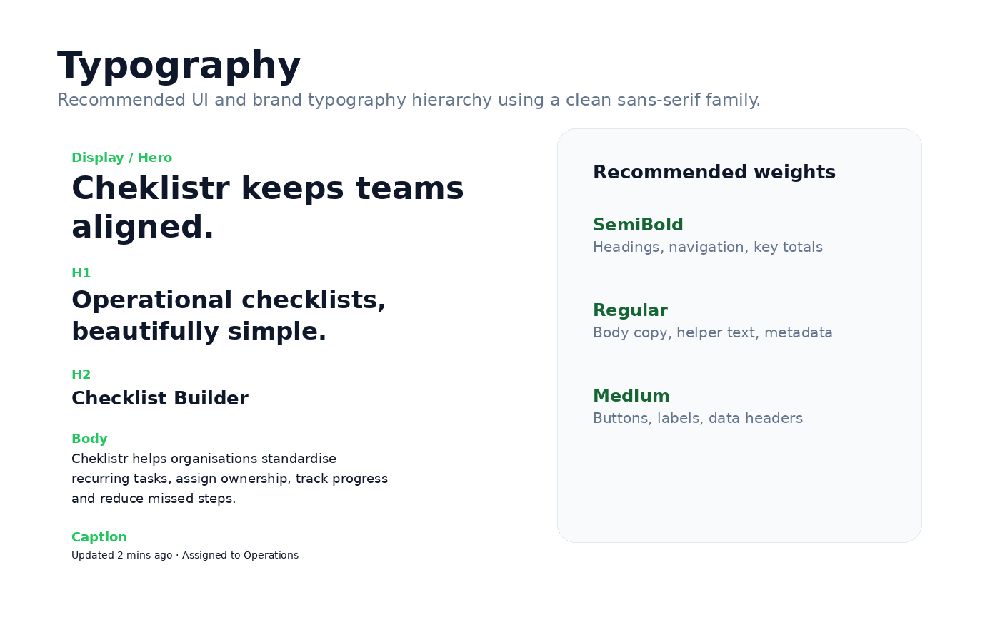 Typography
Recommended UI and brand typography hierarchy using a clean sans-serif family.
Display / Hero
Cheklistr keeps teams
aligned.
H1
Operational checklists,
beautifully simple.
H2
Checklist Builder
Body
Cheklistr helps organisations standardise
recurring tasks, assign ownership, track progress
and reduce missed steps.
Caption
Updated 2 mins ago · Assigned to Operations
Recommended weights
SemiBold
Headings, navigation, key totals
Regular
Body copy, helper text, metadata
Medium
Buttons, labels, data headers